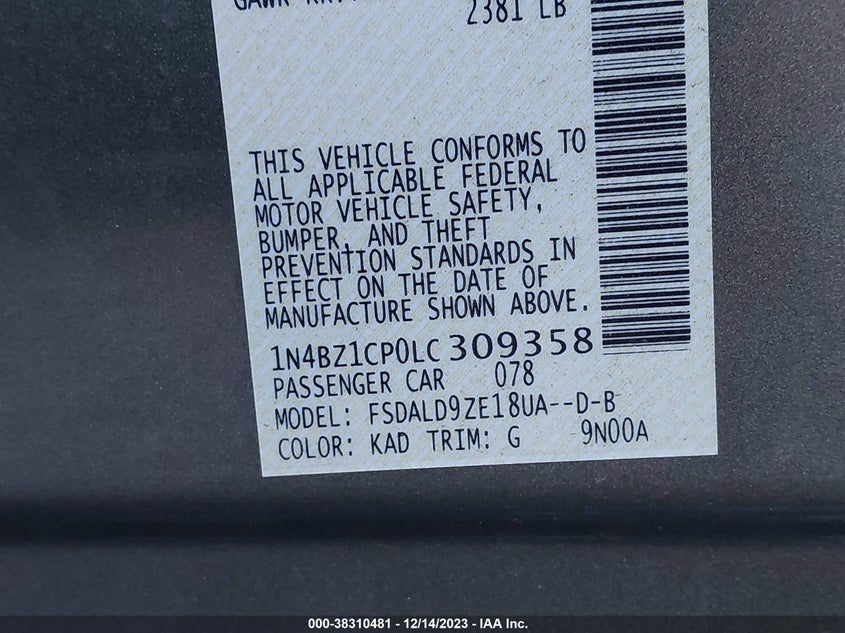 2381 LB
THIS VEHICLE CONFORMS TO
ALL APPLICABLE FEDERAL
MOTOR VEHICLE SAFETY,
BUMPER, AND THEFT
PREVENTION STANDARDS IN
EFFECT ON THE DATE OF
MANUFACTURE SHOWN ABOVE.
1N4BZ1CP0LC309358
PASSENGER CAR 078
MODEL: FSDALD9ZE18UA--D-B
COLOR: KAD TRIM: G 9N00A
000-38310481 - 12/14/2023 - IAA Inc.